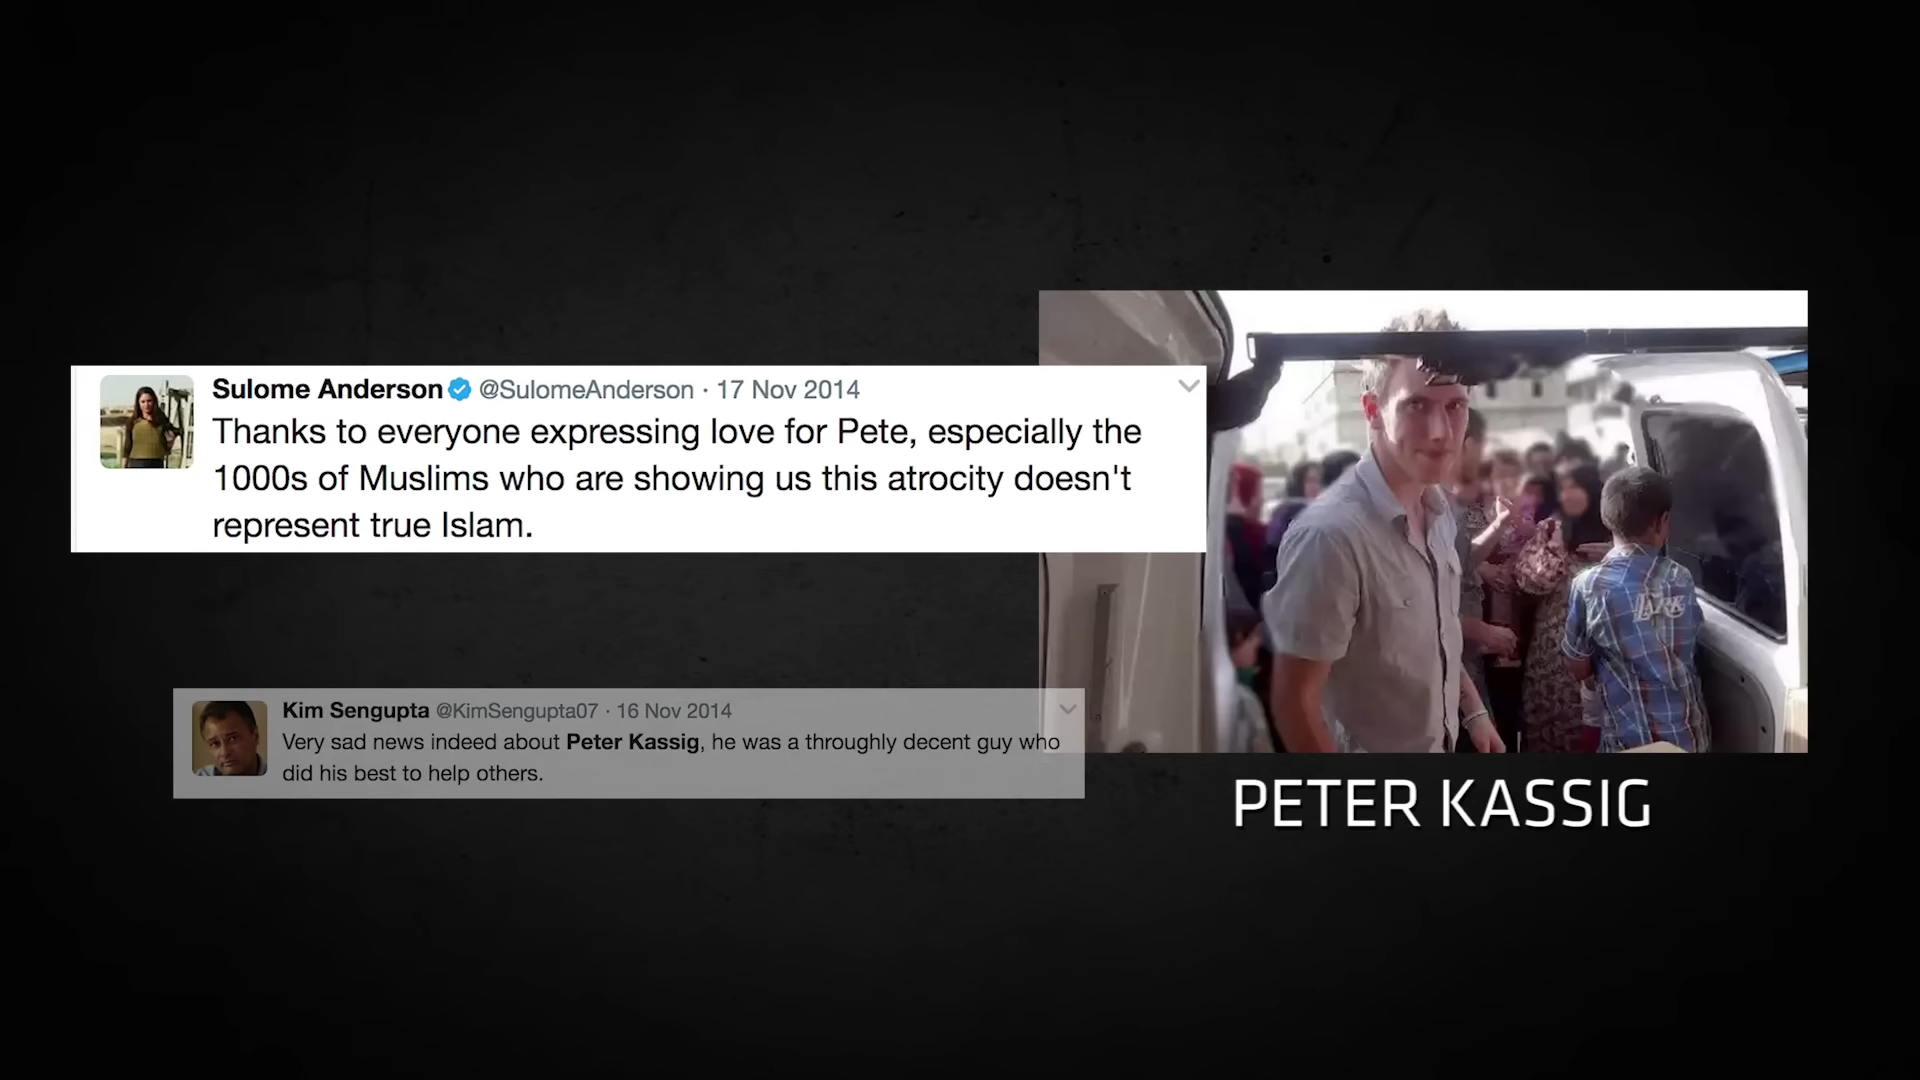 Sulome Anderson @SulomeAnderson · 17 Nov 2014
Thanks to everyone expressing love for Pete, especially the
1000s of Muslims who are showing us this atrocity doesn't
represent true Islam.
Kim Sengupta @KimSengupta07 · 16 Nov 2014
Very sad news indeed about Peter Kassig, he was a throughly decent guy who
did his best to help others.
PETER KASSIG